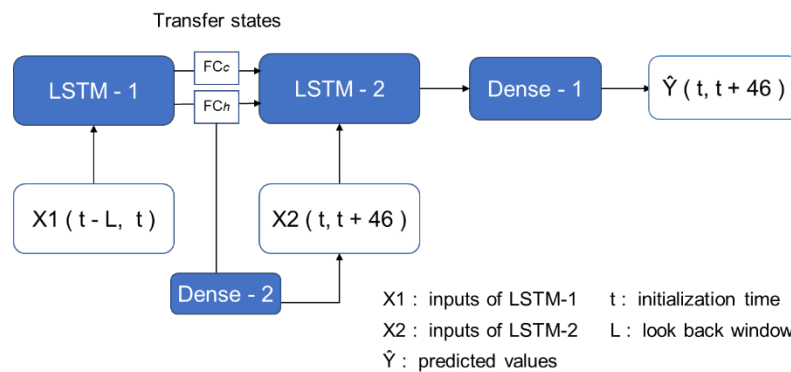 Transfer states
LSTM - 1
FCc
FCh
LSTM - 2
Dense - 1
Ŷ ( t, t + 46 )
X1 ( t - L, t )
X2 ( t, t + 46 )
Dense - 2
X1 : inputs of LSTM-1 t : initialization time
X2 : inputs of LSTM-2 L : look back window
Ŷ : predicted values